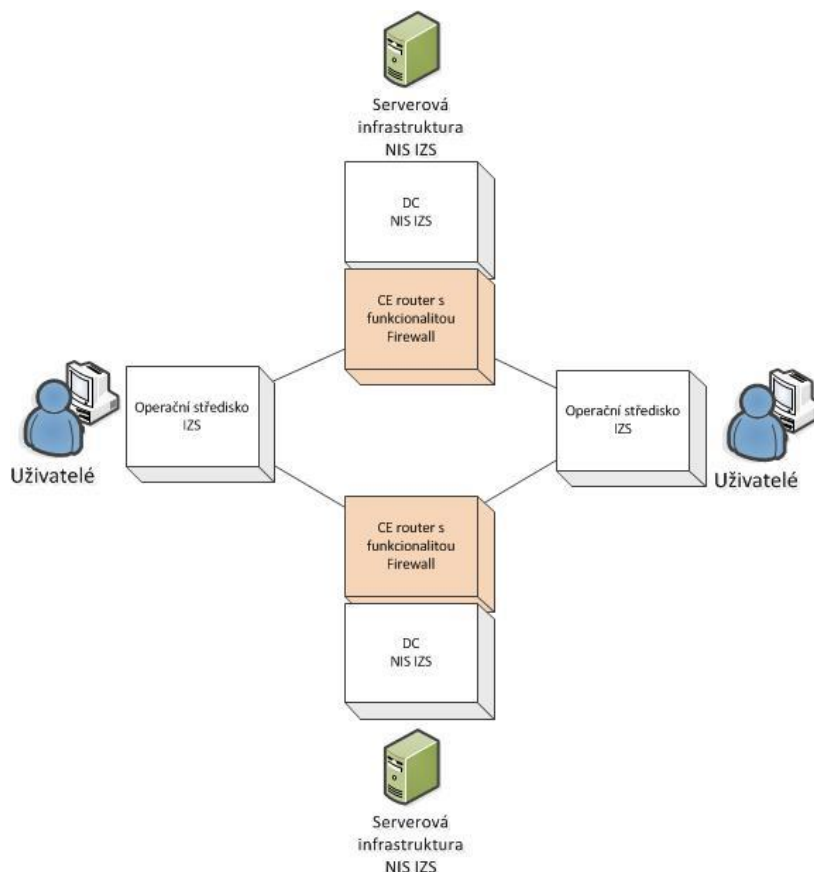 Serverová
infrastruktura
NIS IZS
DC
NIS IZS
CE router s
funkcionalitou
Firewall
Operační středisko
IZS
Uživatelé
Operační středisko
IZS
Uživatelé
CE router s
funkcionalitou
Firewall
DC
NIS IZS
Serverová
infrastruktura
NIS IZS